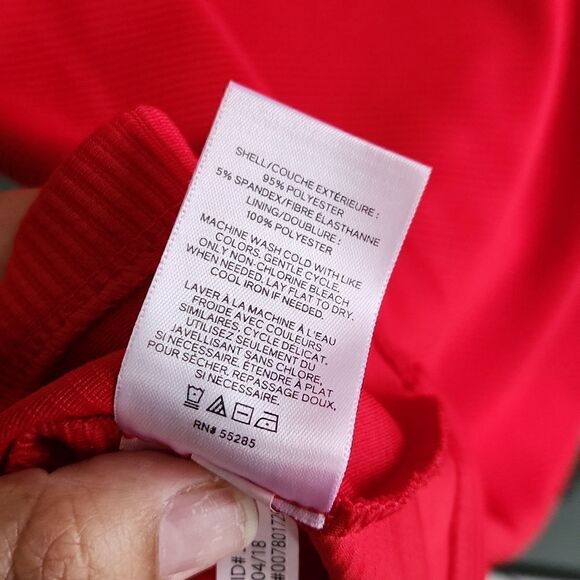 SHELL/COUCHE EXTÉRIEURE :
95% POLYESTER
5% SPANDEX/FIBRE ÉLASTHANNE
LINING/DOUBLURE :
100% POLYESTER
MACHINE WASH COLD WITH LIKE
COLORS. GENTLE CYCLE.
ONLY NON-CHLORINE BLEACH
WHEN NEEDED. LAY FLAT TO DRY.
COOL IRON IF NEEDED.
LAVER À LA MACHINE À L'EAU
FROIDE AVEC COULEURS
SIMILAIRES, CYCLE DÉLICAT.
UTILISEZ SEULEMENT DU
JAVELLISANT SANS CHLORE,
SI NÉCESSAIRE. ÉTENDRE À PLAT
POUR SÉCHER. REPASSAGE DOUX,
SI NÉCESSAIRE.
RN# 55285
ID#
04/18